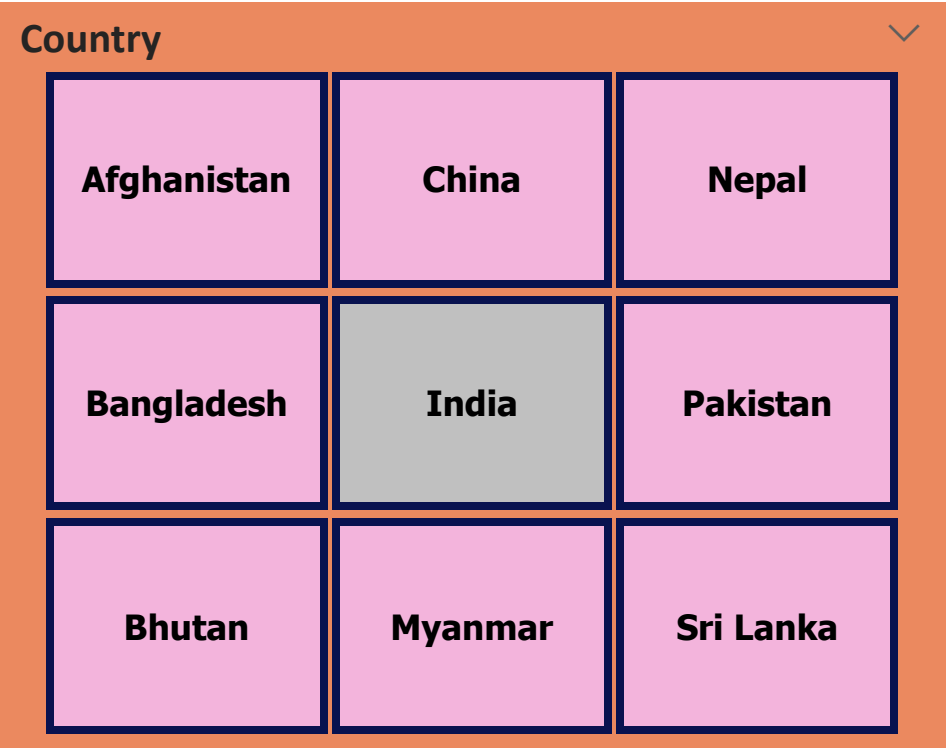 Country
Afghanistan
China
Nepal
Bangladesh
India
Pakistan
Bhutan
Myanmar
Sri Lanka